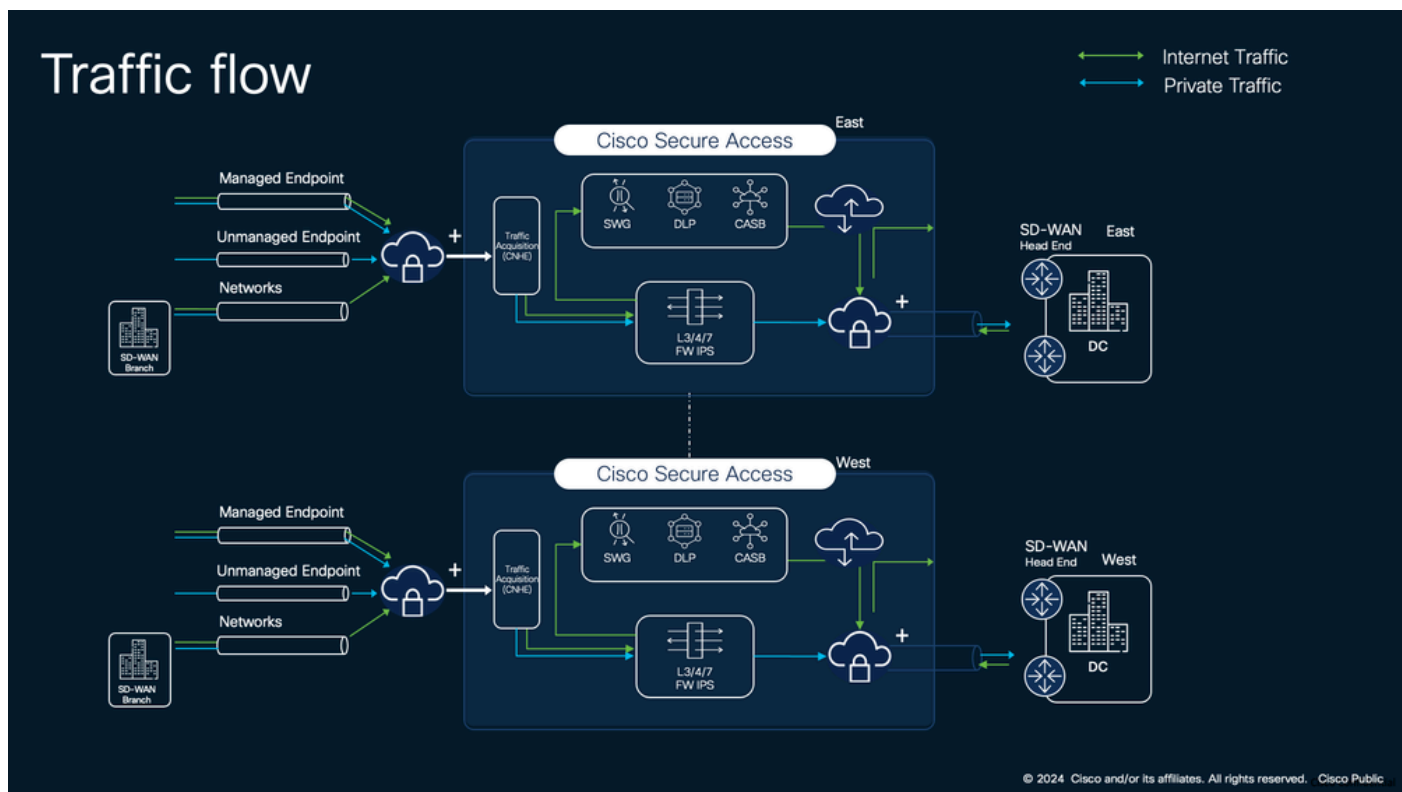 Traffic flow
Internet Traffic
Private Traffic
Cisco Secure Access
East
Managed Endpoint
Unmanaged Endpoint
Networks
SD-WAN
Branch
+
Traffic
Acquisition
(CNHE)
SWG
DLP
CASB
L3/4/7
FW IPS
+
SD-WAN
Head End
East
DC
Cisco Secure Access
West
Managed Endpoint
Unmanaged Endpoint
Networks
SD-WAN
Branch
+
Traffic
Acquisition
(CNHE)
SWG
DLP
CASB
L3/4/7
FW IPS
+
SD-WAN
Head End
West
DC
© 2024 Cisco and/or its affiliates. All rights reserved. Cisco Public